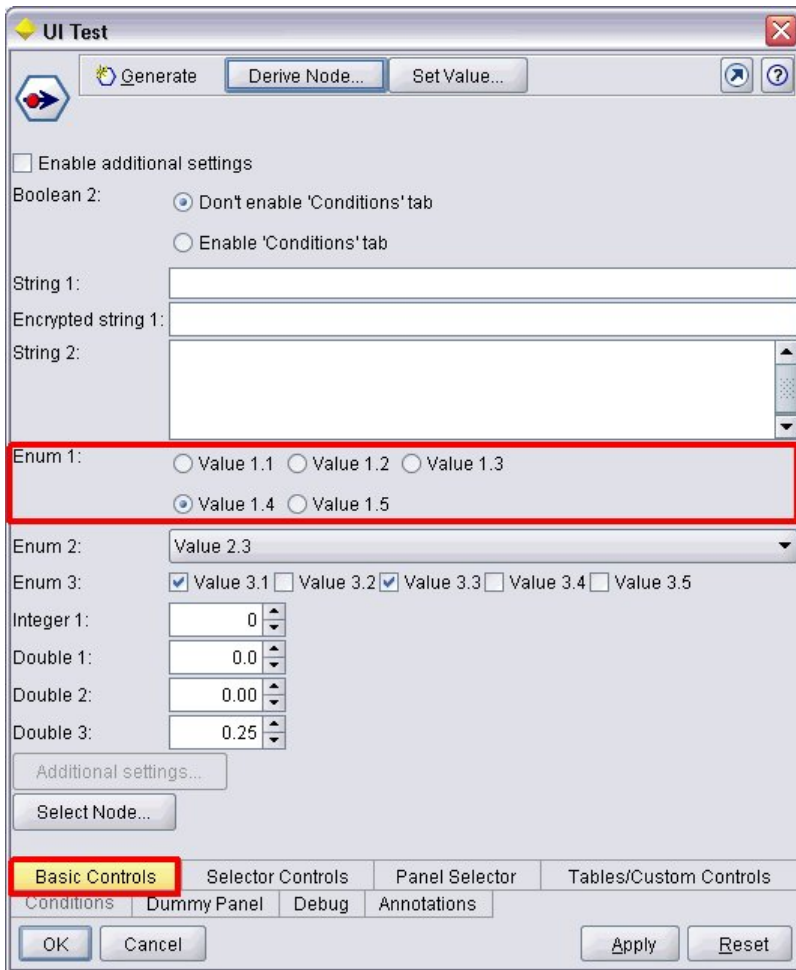 UI Test
Generate Derive Node... Set Value...
Enable additional settings
Boolean 2: Don't enable 'Conditions' tab
Enable 'Conditions' tab
String 1:
Encrypted string 1:
String 2:
Enum 1: Value 1.1 Value 1.2 Value 1.3
Value 1.4 Value 1.5
Enum 2: Value 2.3
Enum 3: Value 3.1 Value 3.2 Value 3.3 Value 3.4 Value 3.5
Integer 1: 0
Double 1: 0.0
Double 2: 0.00
Double 3: 0.25
Additional settings...
Select Node...
Basic Controls Selector Controls Panel Selector Tables/Custom Controls
Conditions Dummy Panel Debug Annotations
OK Cancel Apply Reset